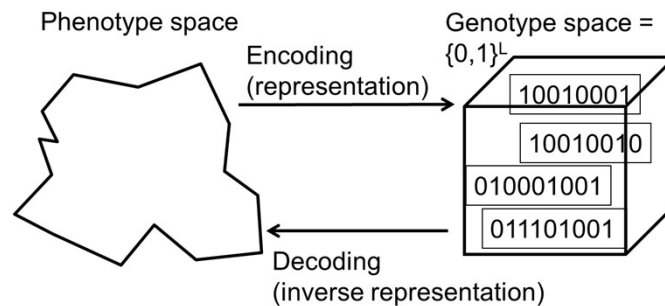 Phenotype space
Encoding
(representation)
Genotype space =
{0,1}ᴸ
10010001
10010010
010001001
011101001
Decoding
(inverse representation)